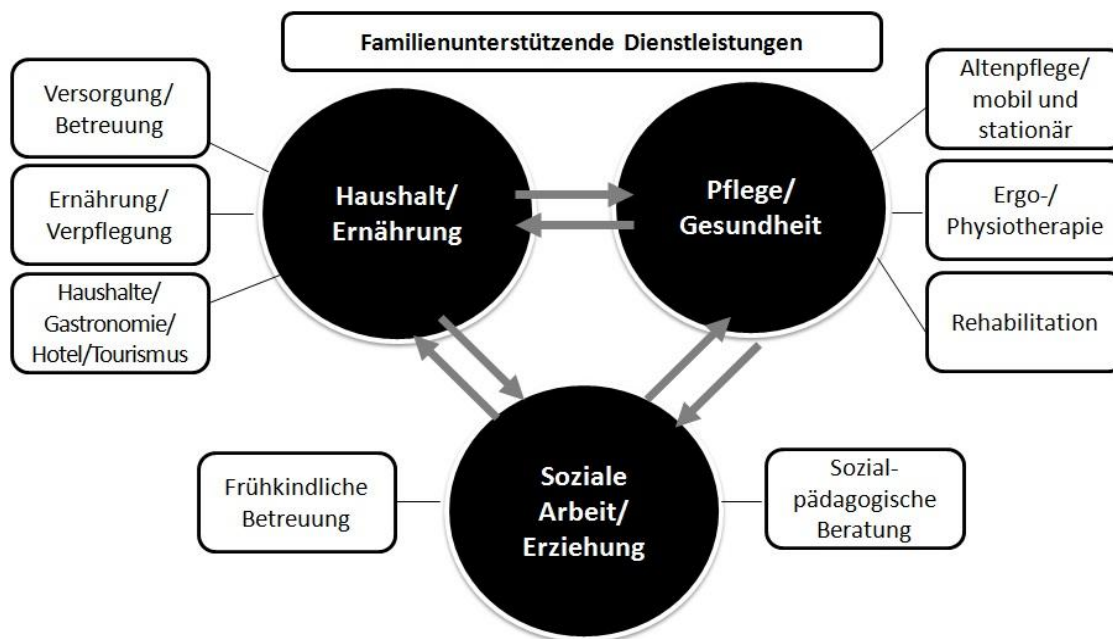 Familienunterstützende Dienstleistungen
Versorgung/
Betreuung
Ernährung/
Verpflegung
Haushalte/
Gastronomie/
Hotel/Tourismus
Haushalt/
Ernährung
Pflege/
Gesundheit
Altenpflege/
mobil und
stationär
Ergo-/
Physiotherapie
Rehabilitation
Frühkindliche
Betreuung
Soziale
Arbeit/
Erziehung
Sozial-
pädagogische
Beratung